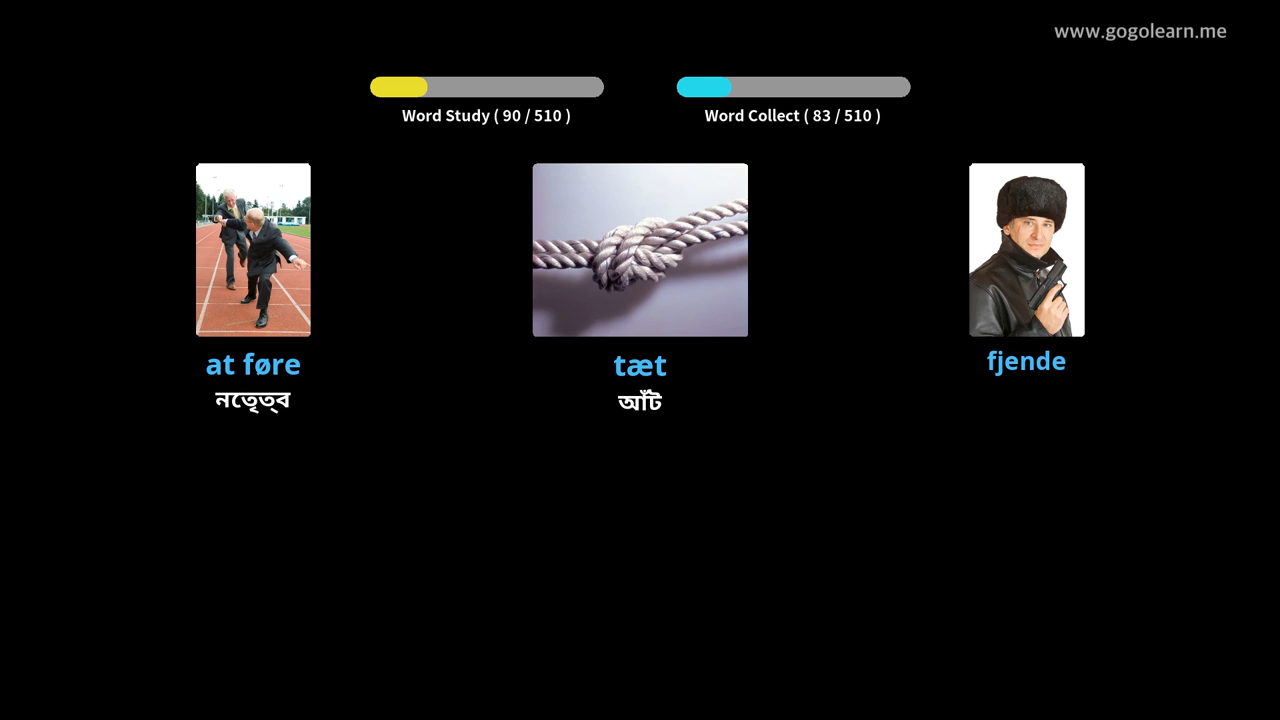 www.gogolearn.me
Word Study ( 90 / 510 )
Word Collect ( 83 / 510 )
at føre
tæt
fjende
নেতৃত্ব
আঁট